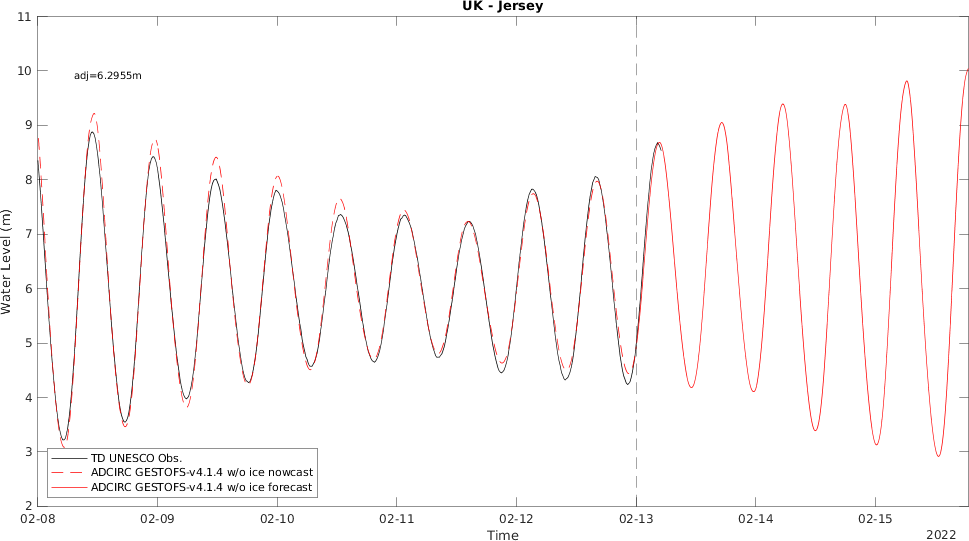 UK - Jersey
adj=6.2955m
11
10
9
8
7
6
5
4
3
2
Water Level (m)
TD UNESCO Obs.
ADCIRC GESTOFS-v4.1.4 w/o ice nowcast
ADCIRC GESTOFS-v4.1.4 w/o ice forecast
02-08
02-09
02-10
02-11
02-12
02-13
02-14
02-15
Time
2022